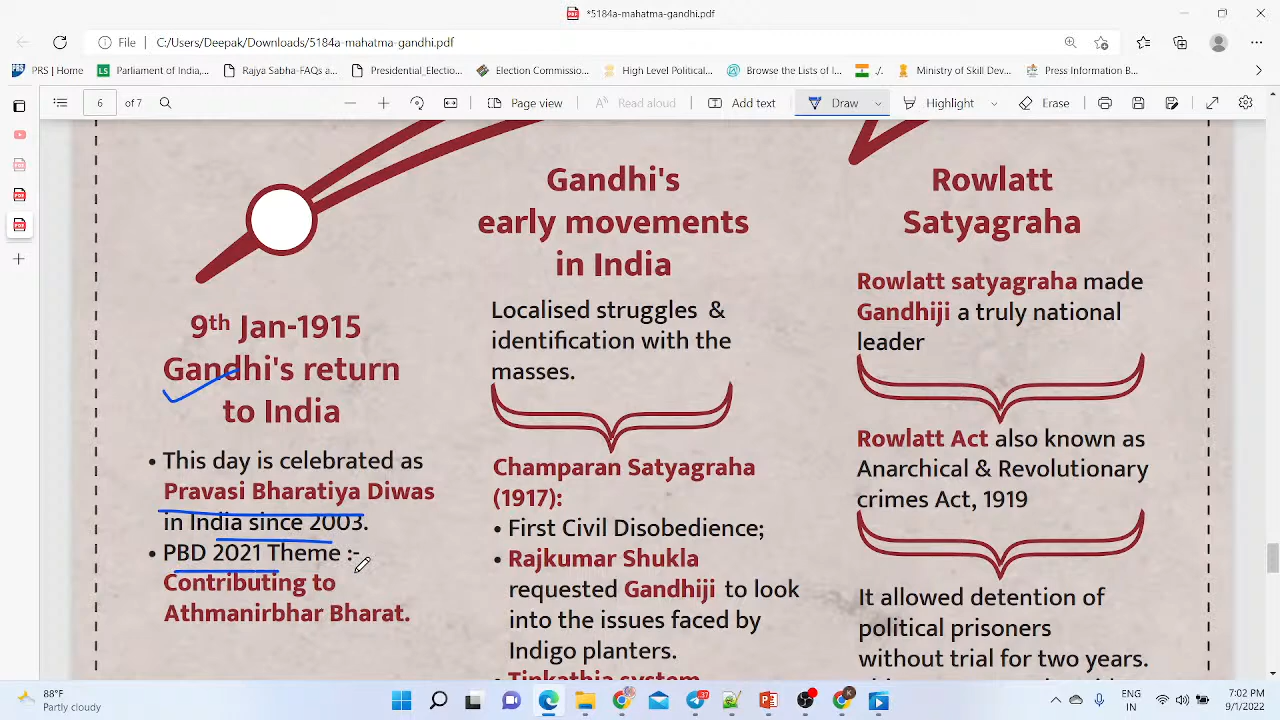 *5184a-mahatma-gandhi.pdf
File C:/Users/Deepak/Downloads/5184a-mahatma-gandhi.pdf
PRS | Home
Parliament of India,...
Rajya Sabha-FAQs
Presidential_Electio...
Election Commissio...
High Level Political...
Browse the Lists of I...
Ministry of Skill Dev...
Press Information B...
6 of 7
Page view
Read aloud
Add text
Draw
Highlight
Erase
9th Jan-1915
Gandhi's return
to India
• This day is celebrated as
Pravasi Bharatiya Diwas
in India since 2003.
• PBD 2021 Theme :-
Contributing to
Athmanirbhar Bharat.
Gandhi's
early movements
in India
Localised struggles &
identification with the
masses.
Champaran Satyagraha
(1917):
• First Civil Disobedience;
• Rajkumar Shukla
requested Gandhiji to look
into the issues faced by
Indigo planters.
Tinkathia system
Rowlatt
Satyagraha
Rowlatt satyagraha made
Gandhiji a truly national
leader
Rowlatt Act also known as
Anarchical & Revolutionary
crimes Act, 1919
It allowed detention of
political prisoners
without trial for two years.
88°F
Partly cloudy
37
K
ENG
IN
7:02 PM
9/1/2022